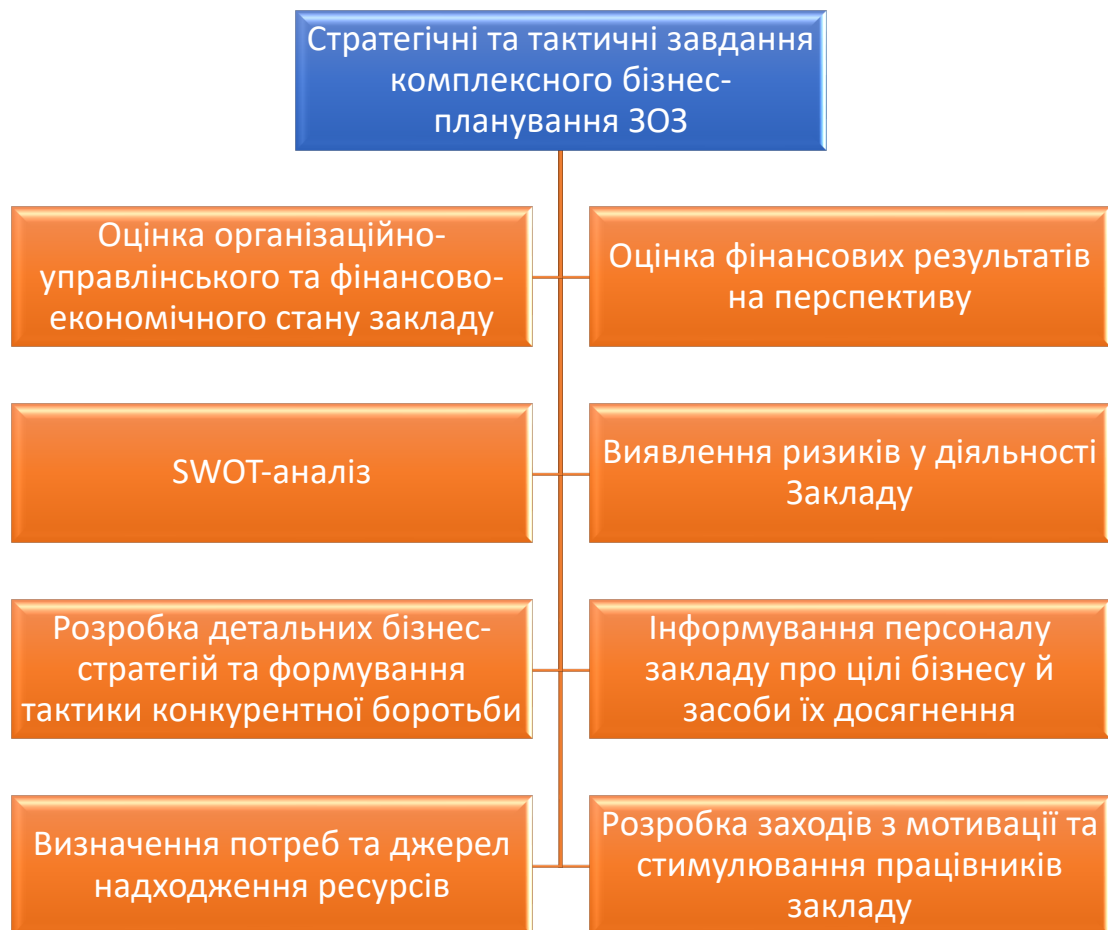 Стратегічні та тактичні завдання
комплексного бізнес-
планування ЗОЗ
Оцінка організаційно-
управлінського та фінансово-
економічного стану закладу
Оцінка фінансових результатів
на перспективу
SWOT-аналіз
Виявлення ризиків у діяльності
Закладу
Розробка детальних бізнес-
стратегій та формування
тактики конкурентної боротьби
Інформування персоналу
закладу про цілі бізнесу й
засоби їх досягнення
Визначення потреб та джерел
надходження ресурсів
Розробка заходів з мотивації та
стимулювання працівників
закладу